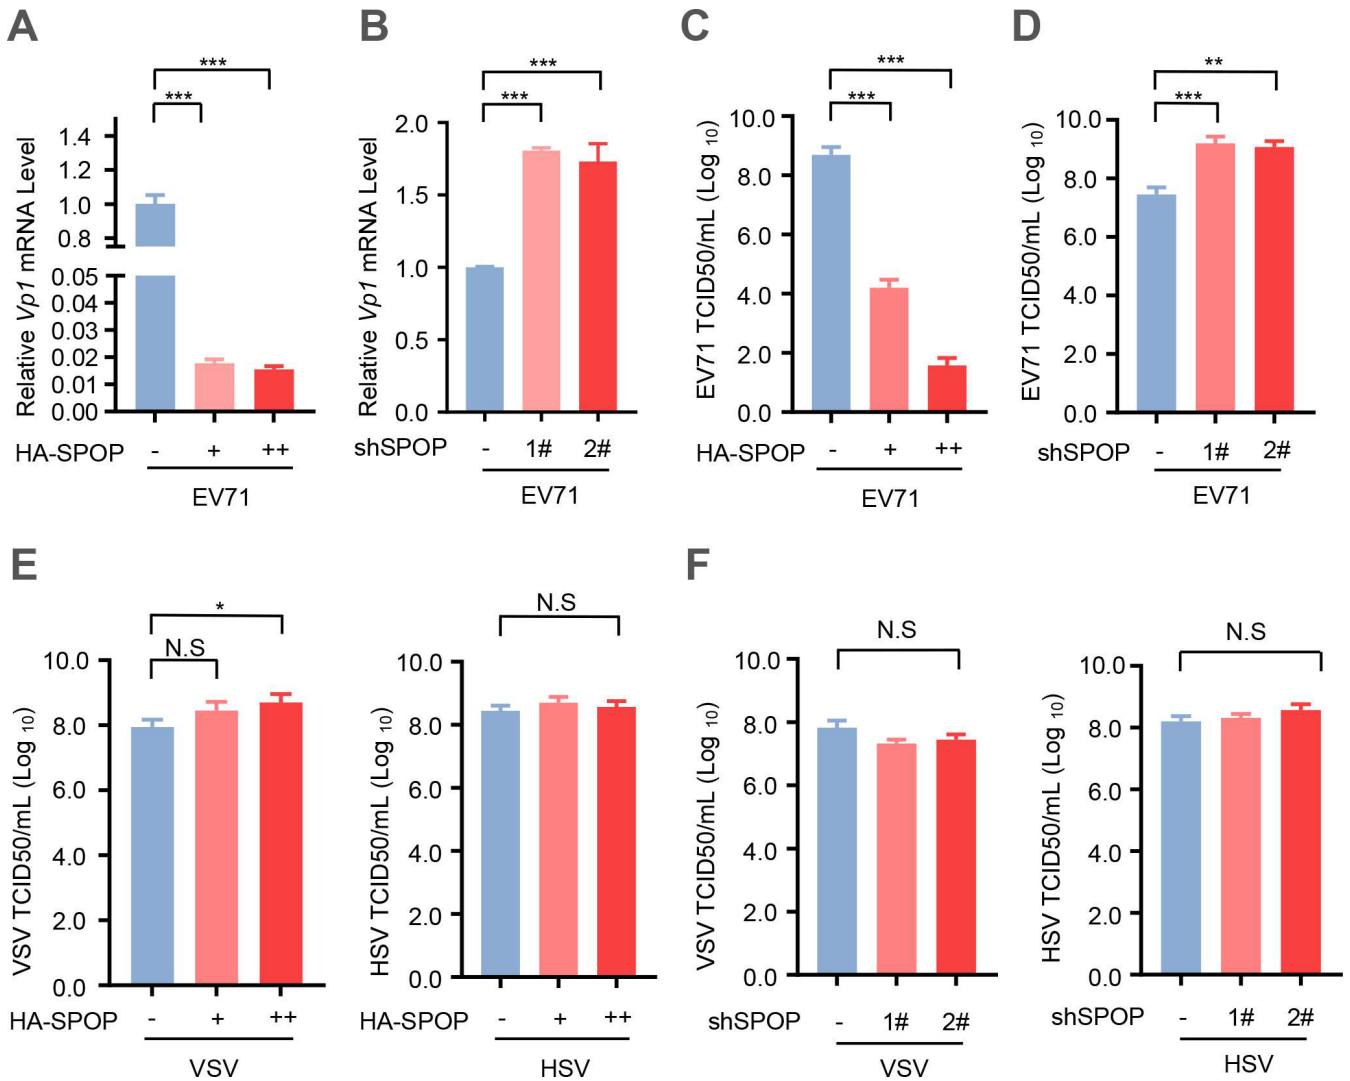 A
Relative Vp1 mRNA Level
1.4
1.2
1.0
0.8
0.05
0.04
0.03
0.02
0.01
0.00
***
***
HA-SPOP - + ++
EV71
B
Relative Vp1 mRNA Level
2.0
1.5
1.0
0.5
0.0
***
***
shSPOP - 1# 2#
EV71
C
EV71 TCID50/mL (Log 10)
10.0
8.0
6.0
4.0
2.0
0.0
***
***
HA-SPOP - + ++
EV71
D
EV71 TCID50/mL (Log 10)
10.0
8.0
6.0
4.0
2.0
0.0
**
***
shSPOP - 1# 2#
EV71
E
VSV TCID50/mL (Log 10)
10.0
8.0
6.0
4.0
2.0
0.0
*
N.S
HA-SPOP - + ++
VSV
HSV TCID50/mL (Log 10)
10.0
8.0
6.0
4.0
2.0
0.0
N.S
HA-SPOP - + ++
HSV
F
VSV TCID50/mL (Log 10)
10.0
8.0
6.0
4.0
2.0
0.0
N.S
shSPOP - 1# 2#
VSV
HSV TCID50/mL (Log 10)
10.0
8.0
6.0
4.0
2.0
0.0
N.S
shSPOP - 1# 2#
HSV